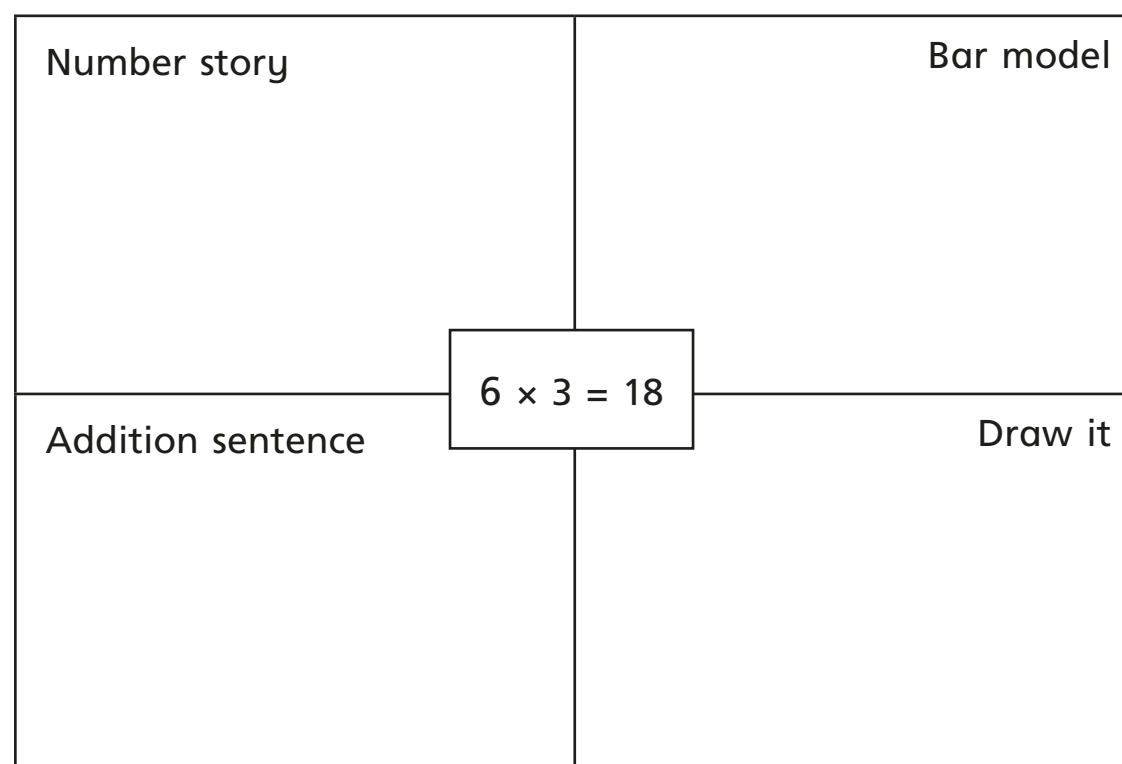 Number story
Bar model
6 × 3 = 18
Addition sentence
Draw it